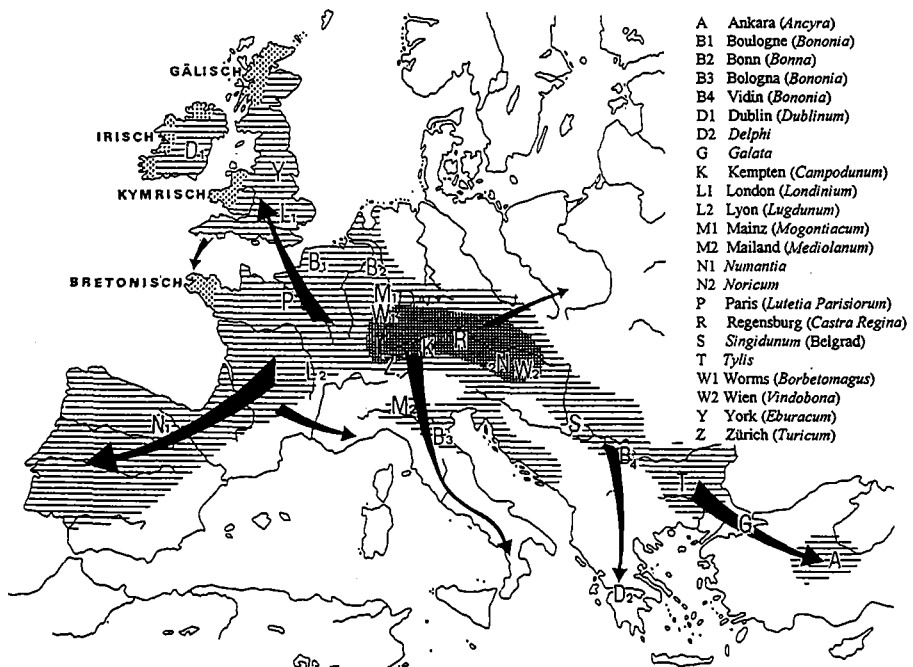 GÄLISCH
IRISCH
D1
KYMRISCH
Y
L1
BRETONISCH
B1
B2
P
M1
W1
R
K
Z
N2
W2
L2
M2
B3
N1
S
B4
T
G
A
D2
A Ankara (Ancyra)
B1 Boulogne (Bononia)
B2 Bonn (Bonna)
B3 Bologna (Bononia)
B4 Vidin (Bononia)
D1 Dublin (Dublinum)
D2 Delphi
G Galata
K Kempten (Campodunum)
L1 London (Londinium)
L2 Lyon (Lugdunum)
M1 Mainz (Mogontiacum)
M2 Mailand (Mediolanum)
N1 Numantia
N2 Noricum
P Paris (Lutetia Parisiorum)
R Regensburg (Castra Regina)
S Singidunum (Belgrad)
T Tylis
W1 Worms (Borbetomagus)
W2 Wien (Vindobona)
Y York (Eburacum)
Z Zürich (Turicum)